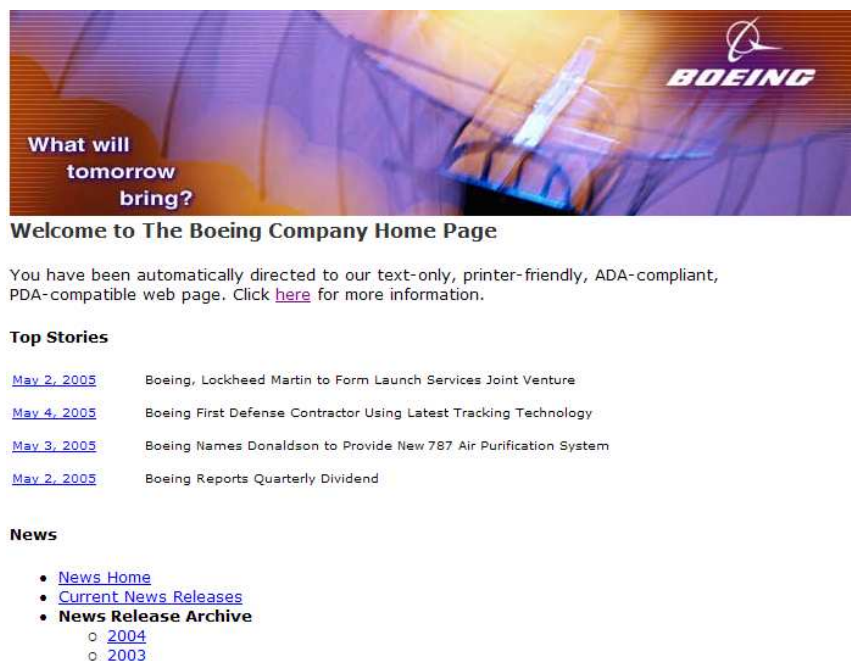 BOEING
What will
tomorrow
bring?
Welcome to The Boeing Company Home Page
You have been automatically directed to our text-only, printer-friendly, ADA-compliant,
PDA-compatible web page. Click here for more information.
Top Stories
May 2, 2005 Boeing, Lockheed Martin to Form Launch Services Joint Venture
May 4, 2005 Boeing First Defense Contractor Using Latest Tracking Technology
May 3, 2005 Boeing Names Donaldson to Provide New 787 Air Purification System
May 2, 2005 Boeing Reports Quarterly Dividend
News
• News Home
• Current News Releases
• News Release Archive
○ 2004
○ 2003